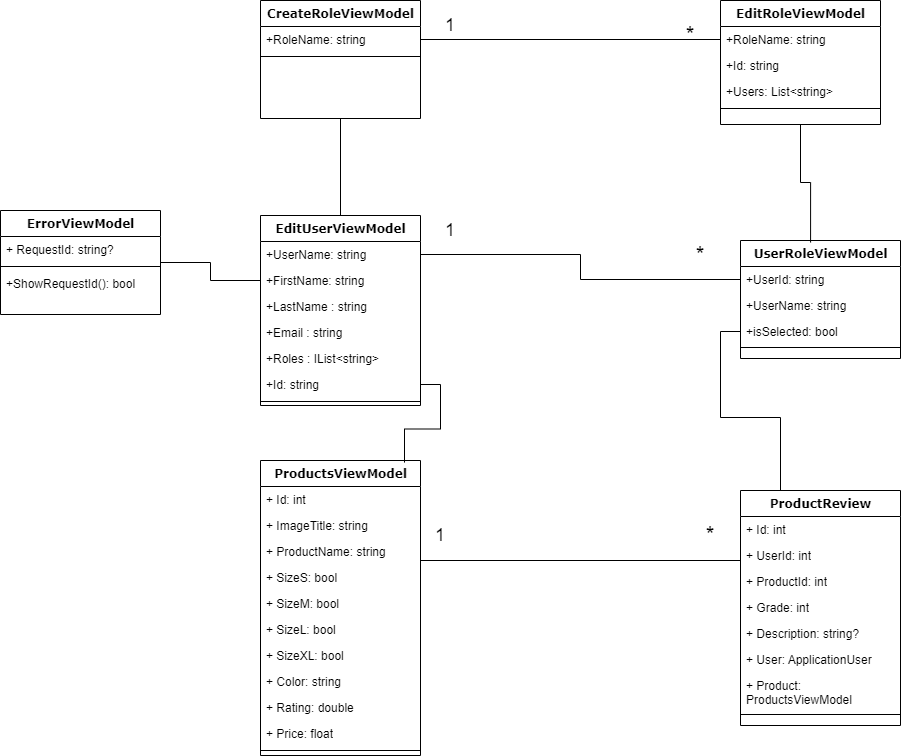 CreateRoleViewModel
+RoleName: string
1
*
EditRoleViewModel
+RoleName: string
+Id: string
+Users: List<string>
ErrorViewModel
+ RequestId: string?
+ShowRequestId(): bool
EditUserViewModel
+UserName: string
+FirstName: string
+LastName : string
+Email : string
+Roles : IList<string>
+Id: string
1
*
UserRoleViewModel
+UserId: string
+UserName: string
+isSelected: bool
ProductsViewModel
+ Id: int
+ ImageTitle: string
+ ProductName: string
+ SizeS: bool
+ SizeM: bool
+ SizeL: bool
+ SizeXL: bool
+ Color: string
+ Rating: double
+ Price: float
1
*
ProductReview
+ Id: int
+ UserId: int
+ ProductId: int
+ Grade: int
+ Description: string?
+ User: ApplicationUser
+ Product:
ProductsViewModel